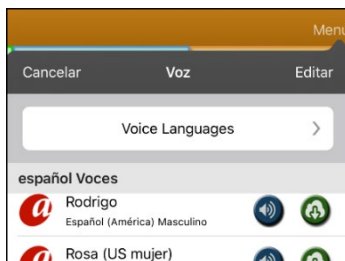 Menu
Cancelar Voz Editar
Voice Languages
español Voces
Rodrigo
Español (América) Masculino
Rosa (US mujer)